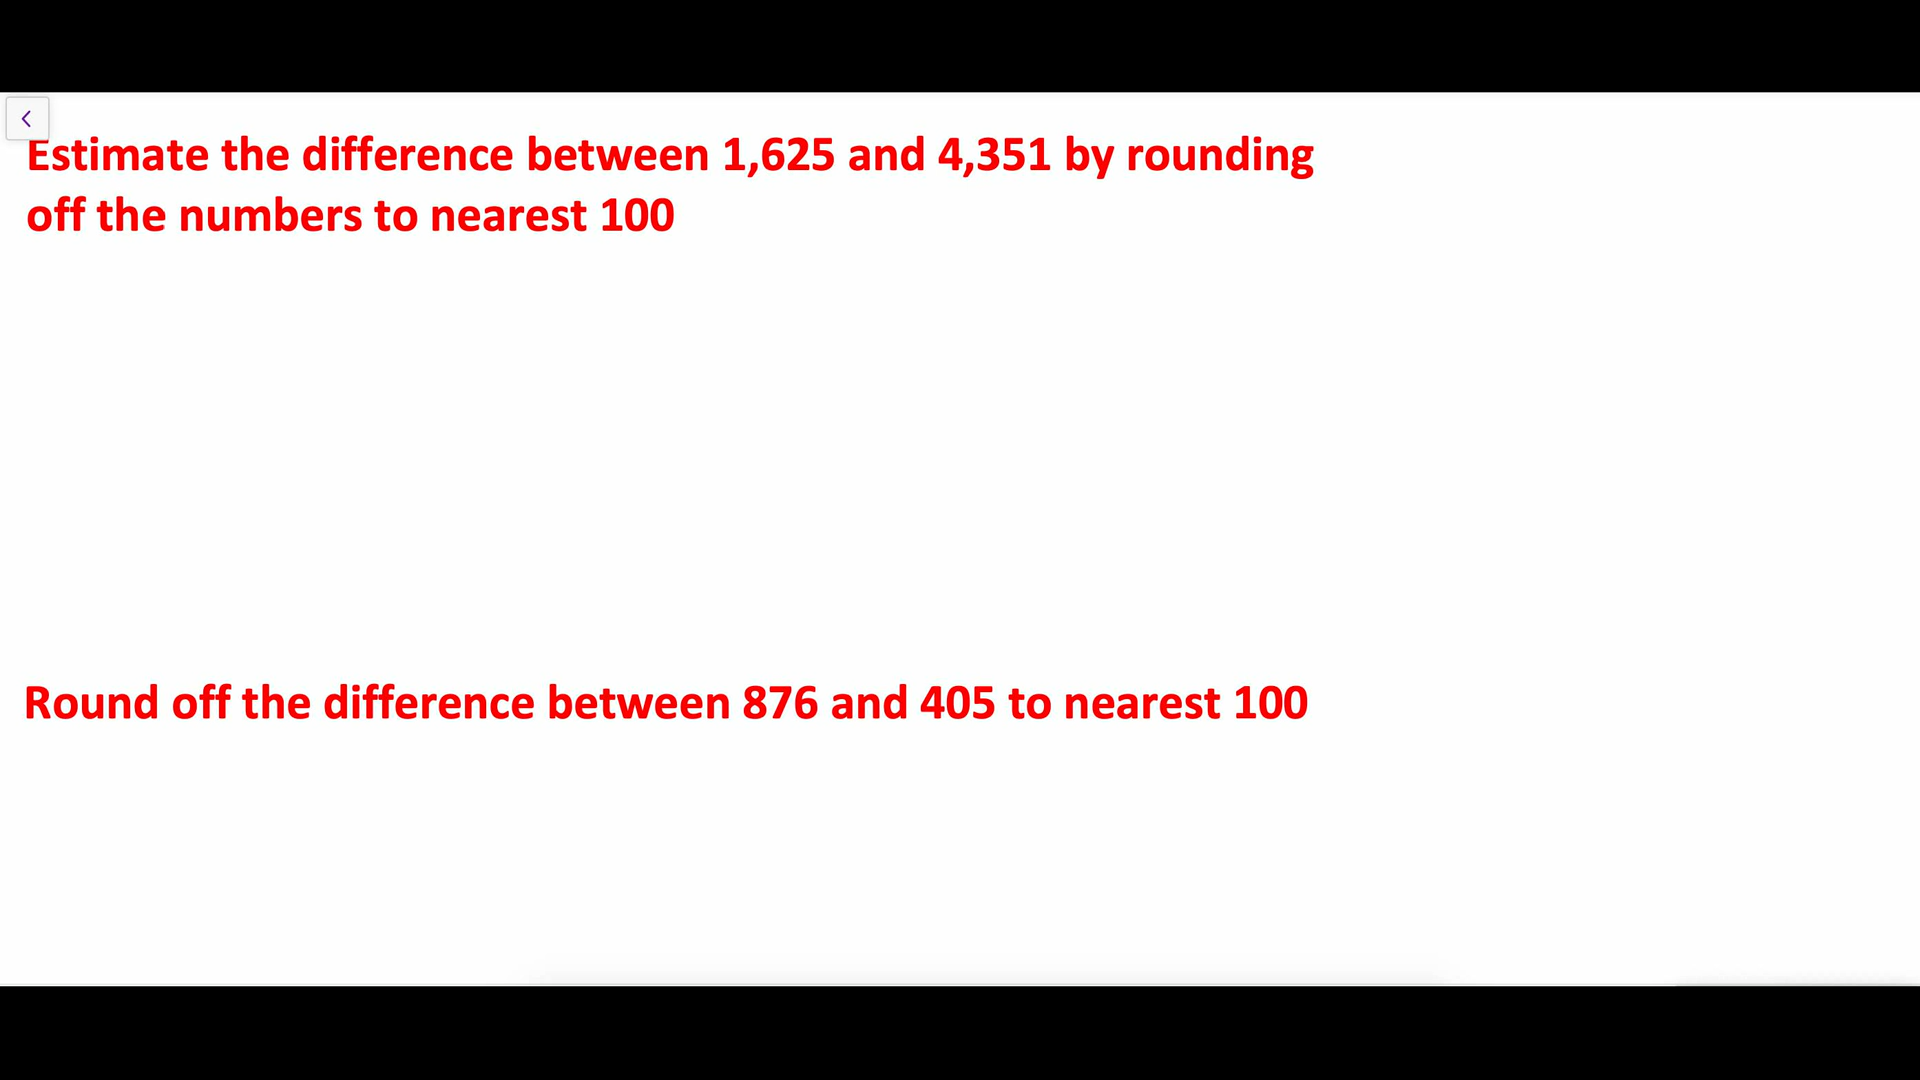 Estimate the difference between 1,625 and 4,351 by rounding
off the numbers to nearest 100
Round off the difference between 876 and 405 to nearest 100